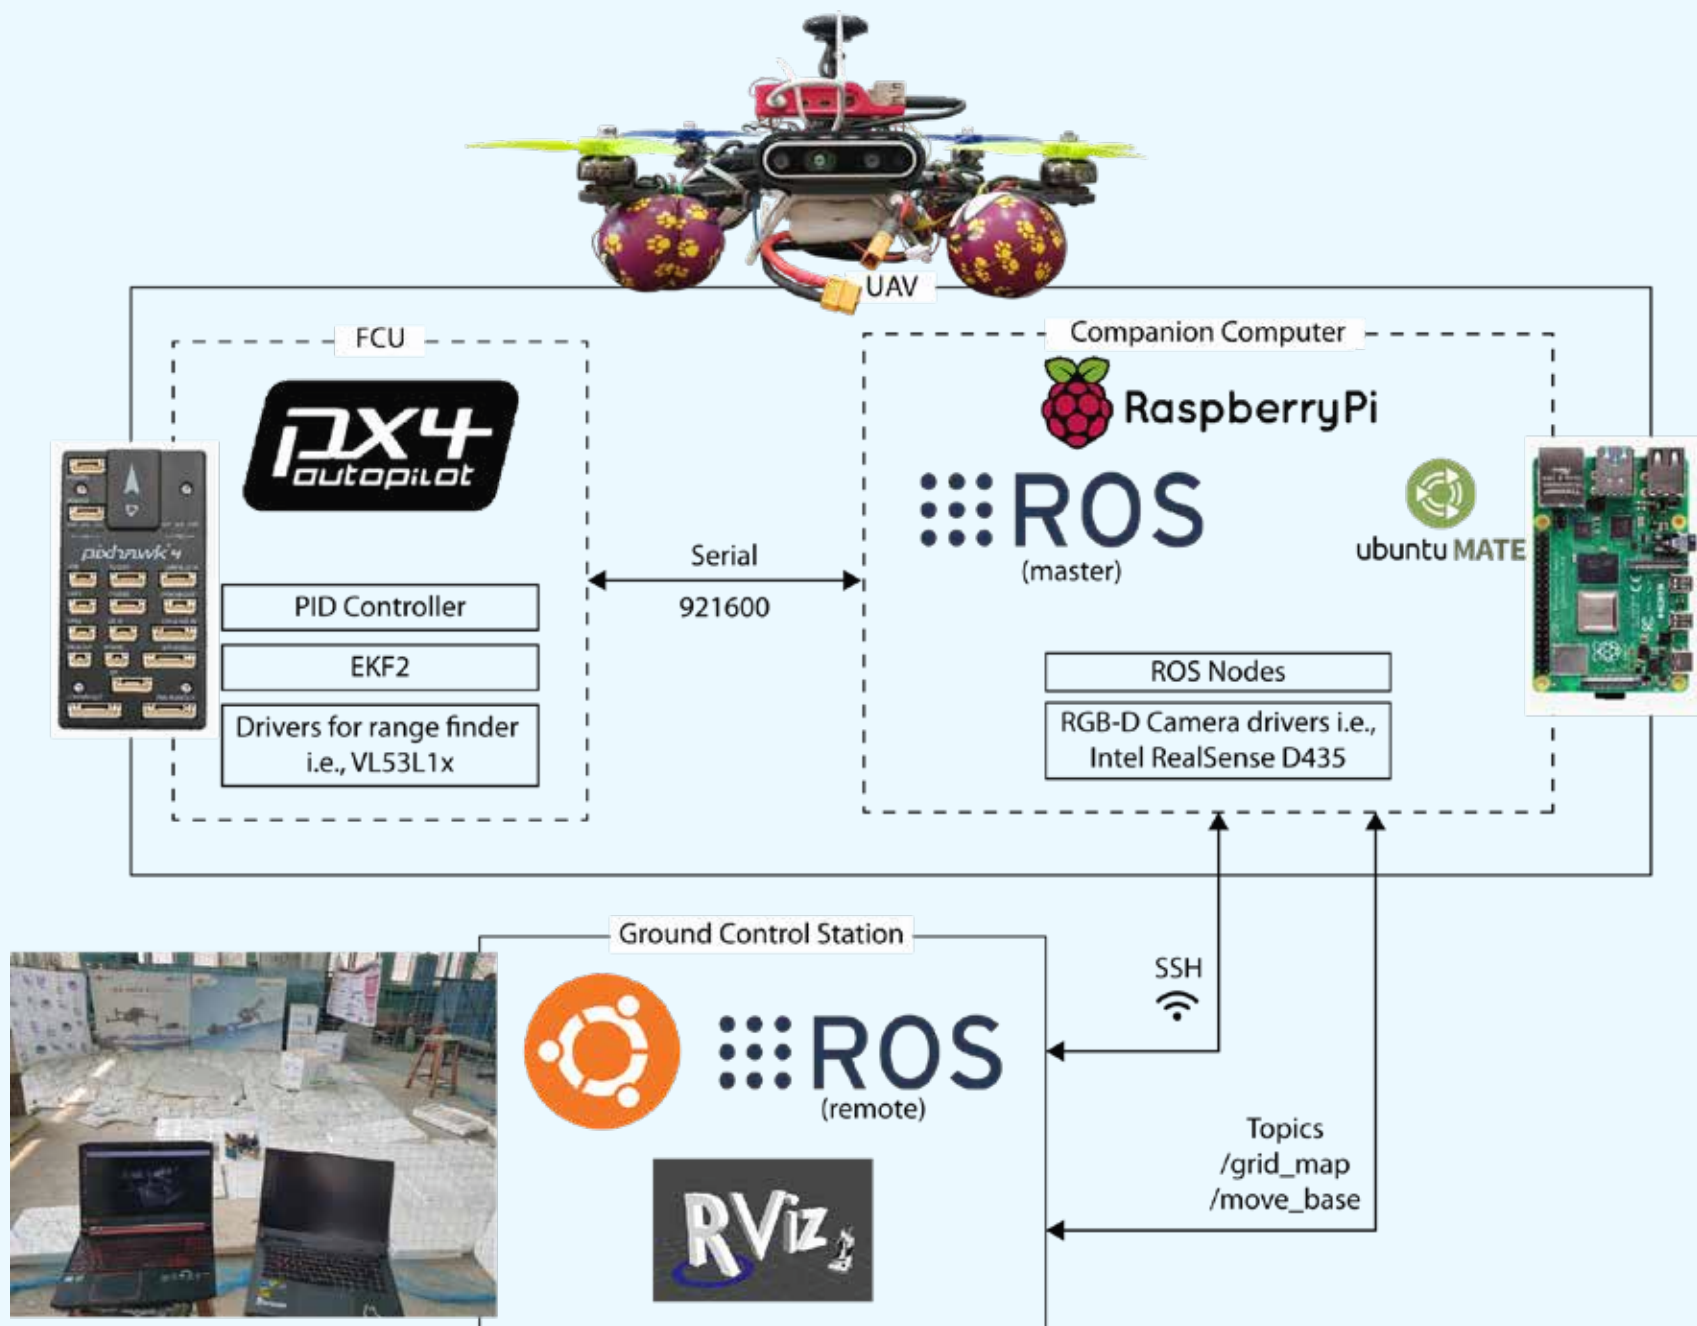 UAV
FCU
px4
autopilot
pixhawk 4
PID Controller
EKF2
Drivers for range finder
i.e., VL53L1x
Serial
921600
Companion Computer
RaspberryPi
ROS
(master)
ubuntu MATE
ROS Nodes
RGB-D Camera drivers i.e.,
Intel RealSense D435
Ground Control Station
ROS
(remote)
RViz
SSH
Topics
/grid_map
/move_base